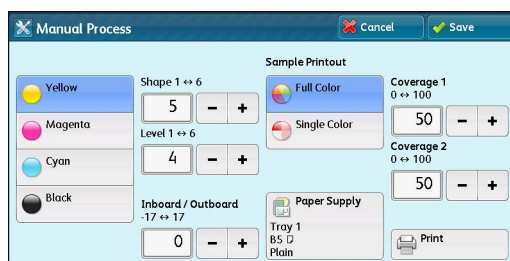 Manual Process
Cancel
Save
Yellow
Magenta
Cyan
Black
Shape 1 ↔ 6
5
- +
Level 1 ↔ 6
4
- +
Inboard / Outboard
-17 ↔ 17
0
- +
Sample Printout
Full Color
Single Color
Paper Supply
Tray 1
B5
Plain
Coverage 1
0 ↔ 100
50
- +
Coverage 2
0 ↔ 100
50
- +
Print